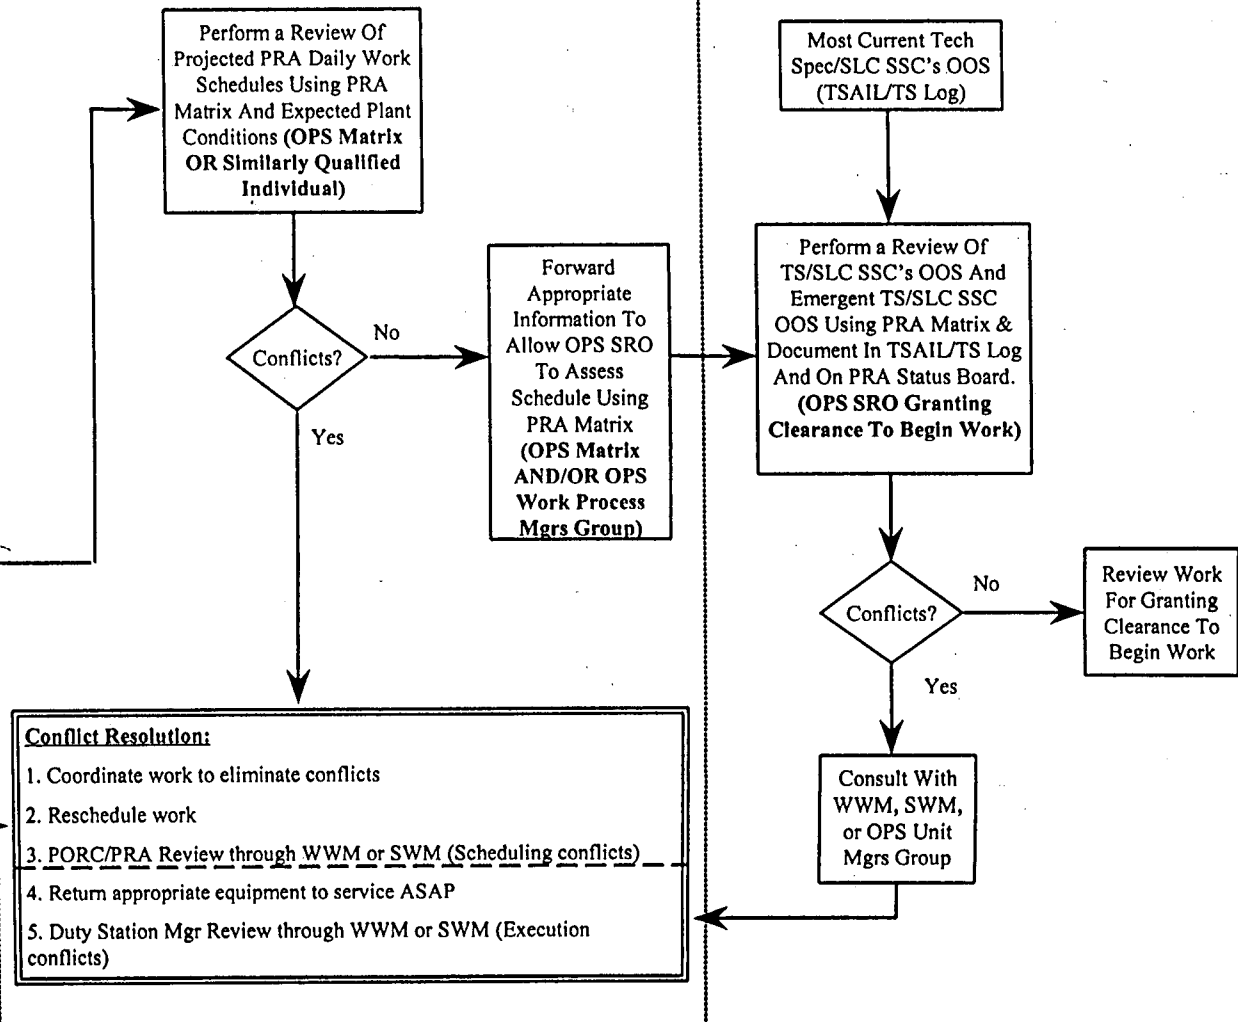 Perform a Review Of
Projected PRA Daily Work
Schedules Using PRA
Matrix And Expected Plant
Conditions (OPS Matrix
OR Similarly Qualified
Individual)
Conflicts?
No
Yes
Forward
Appropriate
Information To
Allow OPS SRO
To Assess
Schedule Using
PRA Matrix
(OPS Matrix
AND/OR OPS
Work Process
Mgrs Group)
Conflict Resolution:
1. Coordinate work to eliminate conflicts
2. Reschedule work
3. PORC/PRA Review through WWM or SWM (Scheduling conflicts)
4. Return appropriate equipment to service ASAP
5. Duty Station Mgr Review through WWM or SWM (Execution
conflicts)
Most Current Tech
Spec/SLC SSC's OOS
(TSAIL/TS Log)
Perform a Review Of
TS/SLC SSC's OOS And
Emergent TS/SLC SSC
OOS Using PRA Matrix &
Document In TSAIL/TS Log
And On PRA Status Board.
(OPS SRO Granting
Clearance To Begin Work)
Conflicts?
No
Yes
Review Work
For Granting
Clearance To
Begin Work
Consult With
WWM, SWM,
or OPS Unit
Mgrs Group